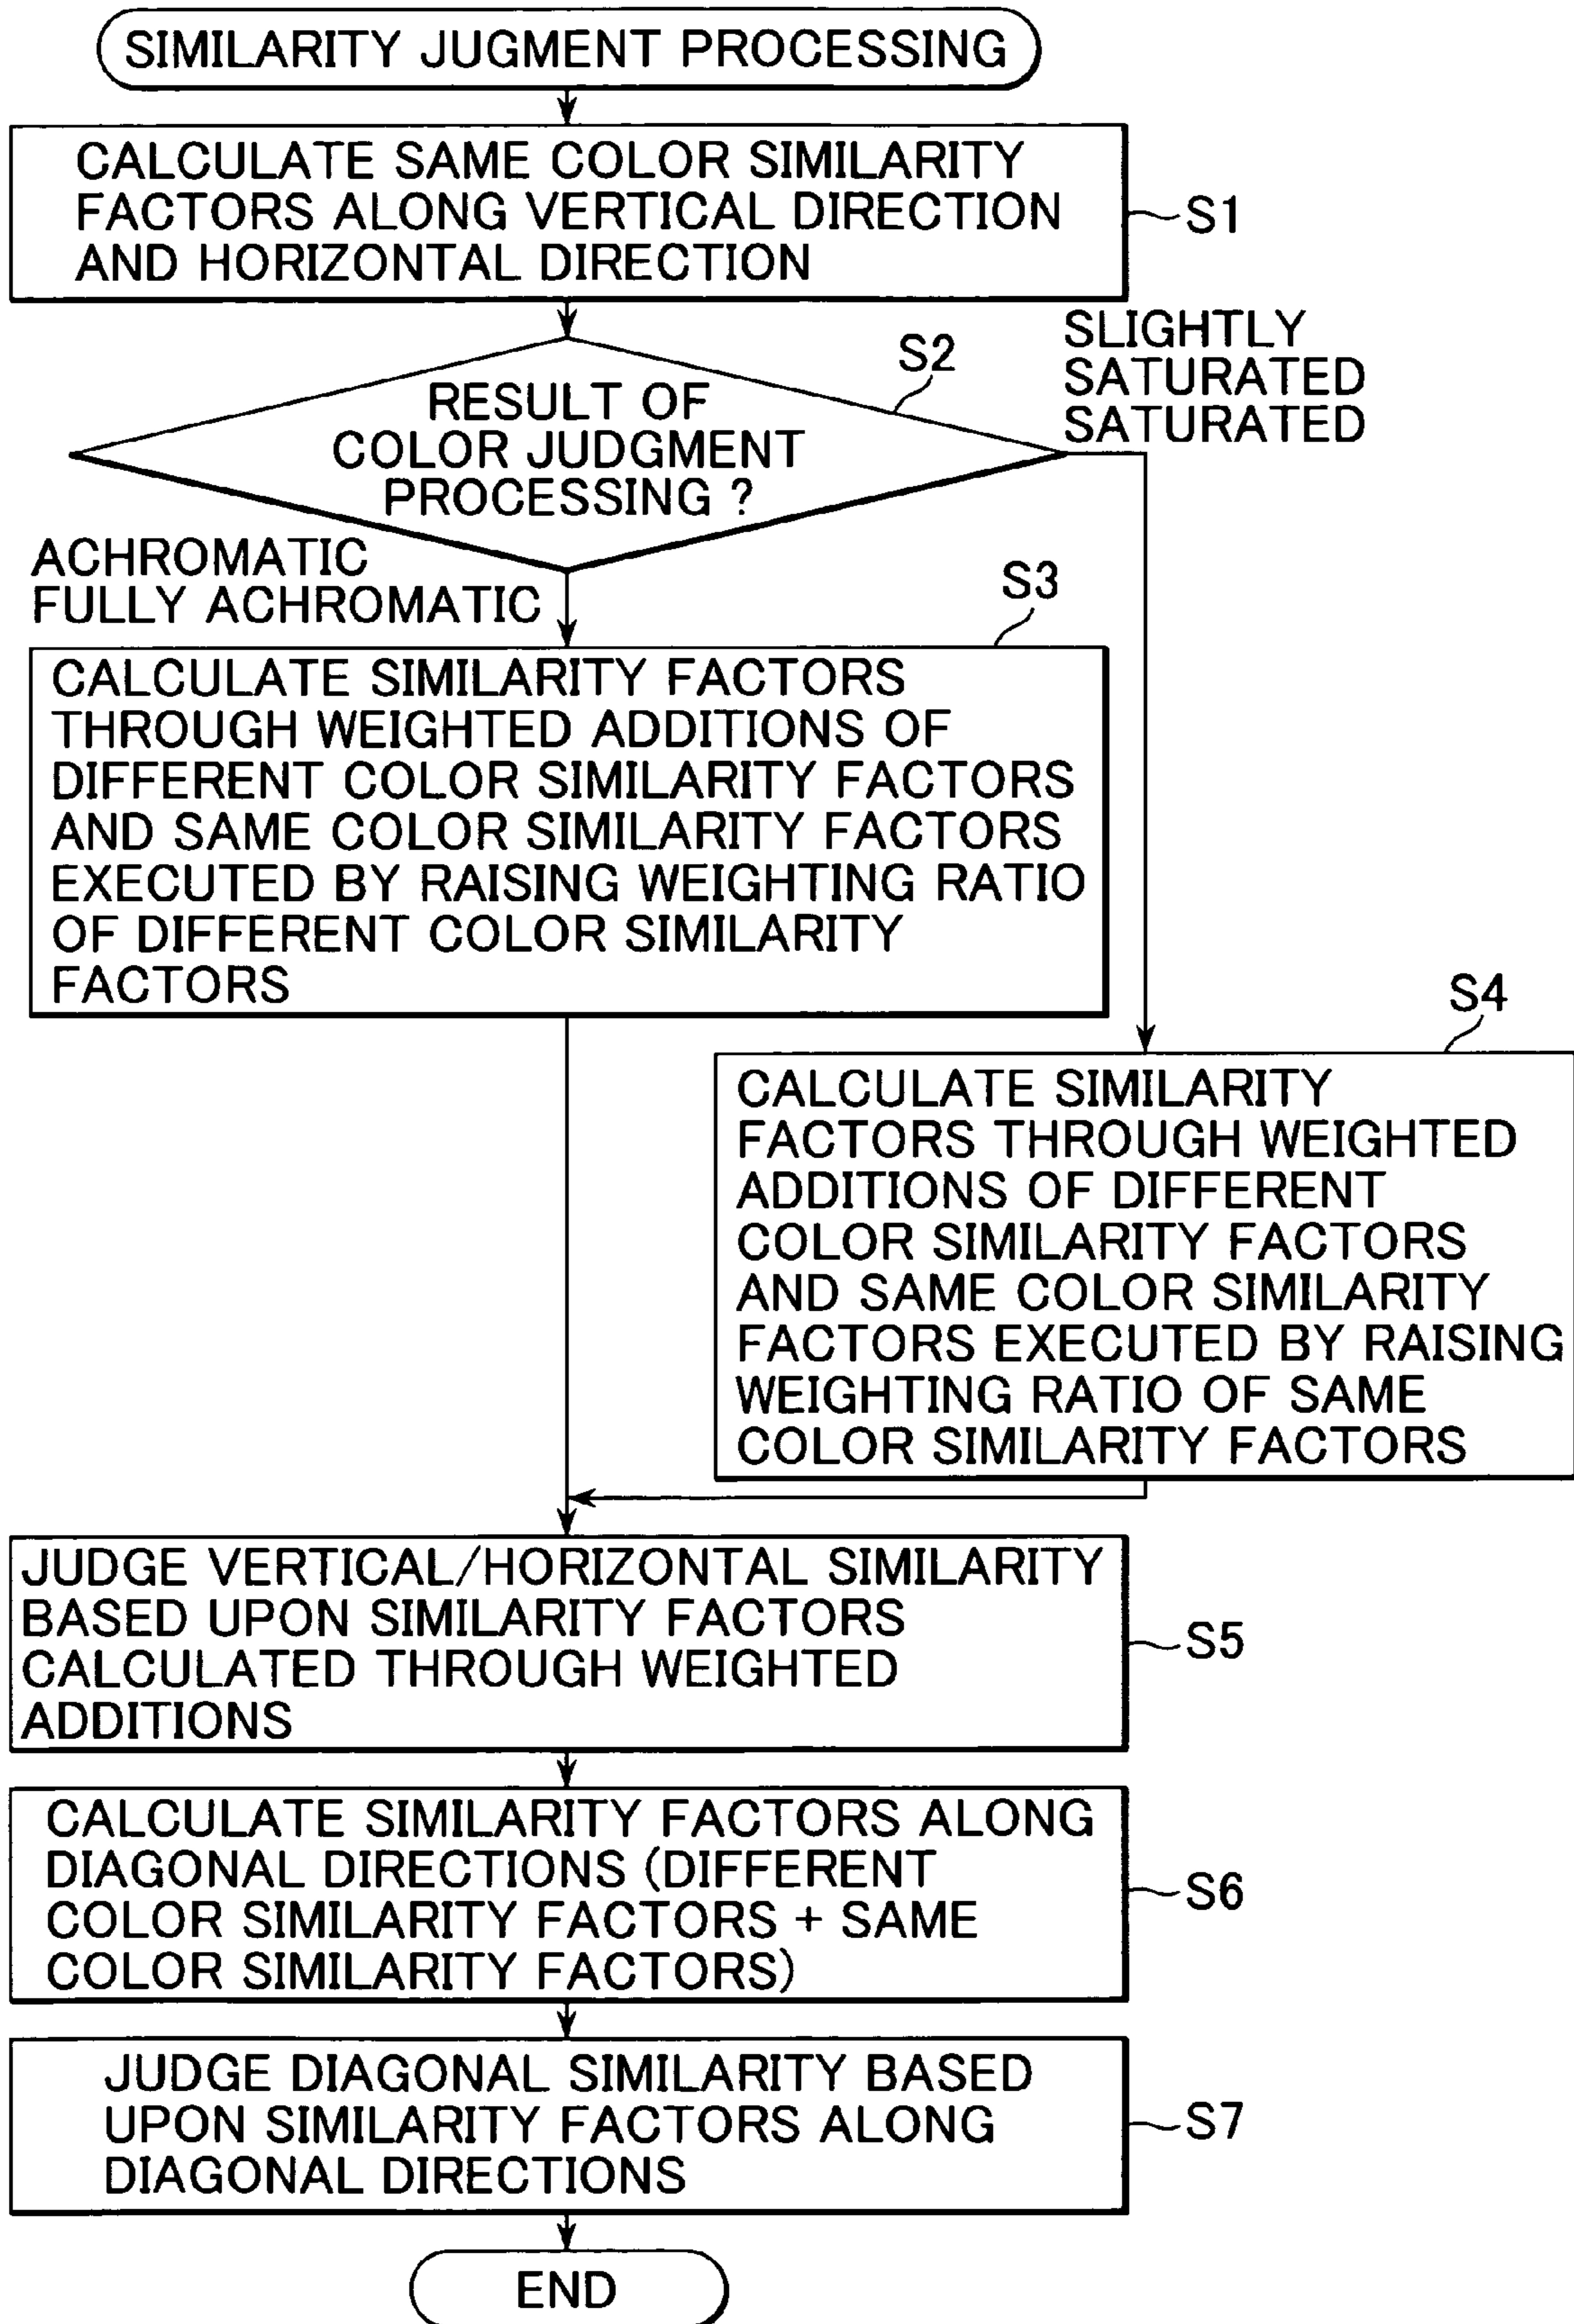 SIMILARITY JUGMENT PROCESSING
CALCULATE SAME COLOR SIMILARITY
FACTORS ALONG VERTICAL DIRECTION
AND HORIZONTAL DIRECTION
S1
S2
SLIGHTLY
SATURATED
SATURATED
RESULT OF
COLOR JUDGMENT
PROCESSING ?
ACHROMATIC
FULLY ACHROMATIC
S3
CALCULATE SIMILARITY FACTORS
THROUGH WEIGHTED ADDITIONS OF
DIFFERENT COLOR SIMILARITY FACTORS
AND SAME COLOR SIMILARITY FACTORS
EXECUTED BY RAISING WEIGHTING RATIO
OF DIFFERENT COLOR SIMILARITY
FACTORS
S4
CALCULATE SIMILARITY
FACTORS THROUGH WEIGHTED
ADDITIONS OF DIFFERENT
COLOR SIMILARITY FACTORS
AND SAME COLOR SIMILARITY
FACTORS EXECUTED BY RAISING
WEIGHTING RATIO OF SAME
COLOR SIMILARITY FACTORS
JUDGE VERTICAL/HORIZONTAL SIMILARITY
BASED UPON SIMILARITY FACTORS
CALCULATED THROUGH WEIGHTED
ADDITIONS
S5
CALCULATE SIMILARITY FACTORS ALONG
DIAGONAL DIRECTIONS (DIFFERENT
COLOR SIMILARITY FACTORS + SAME
COLOR SIMILARITY FACTORS)
S6
JUDGE DIAGONAL SIMILARITY BASED
UPON SIMILARITY FACTORS ALONG
DIAGONAL DIRECTIONS
S7
END